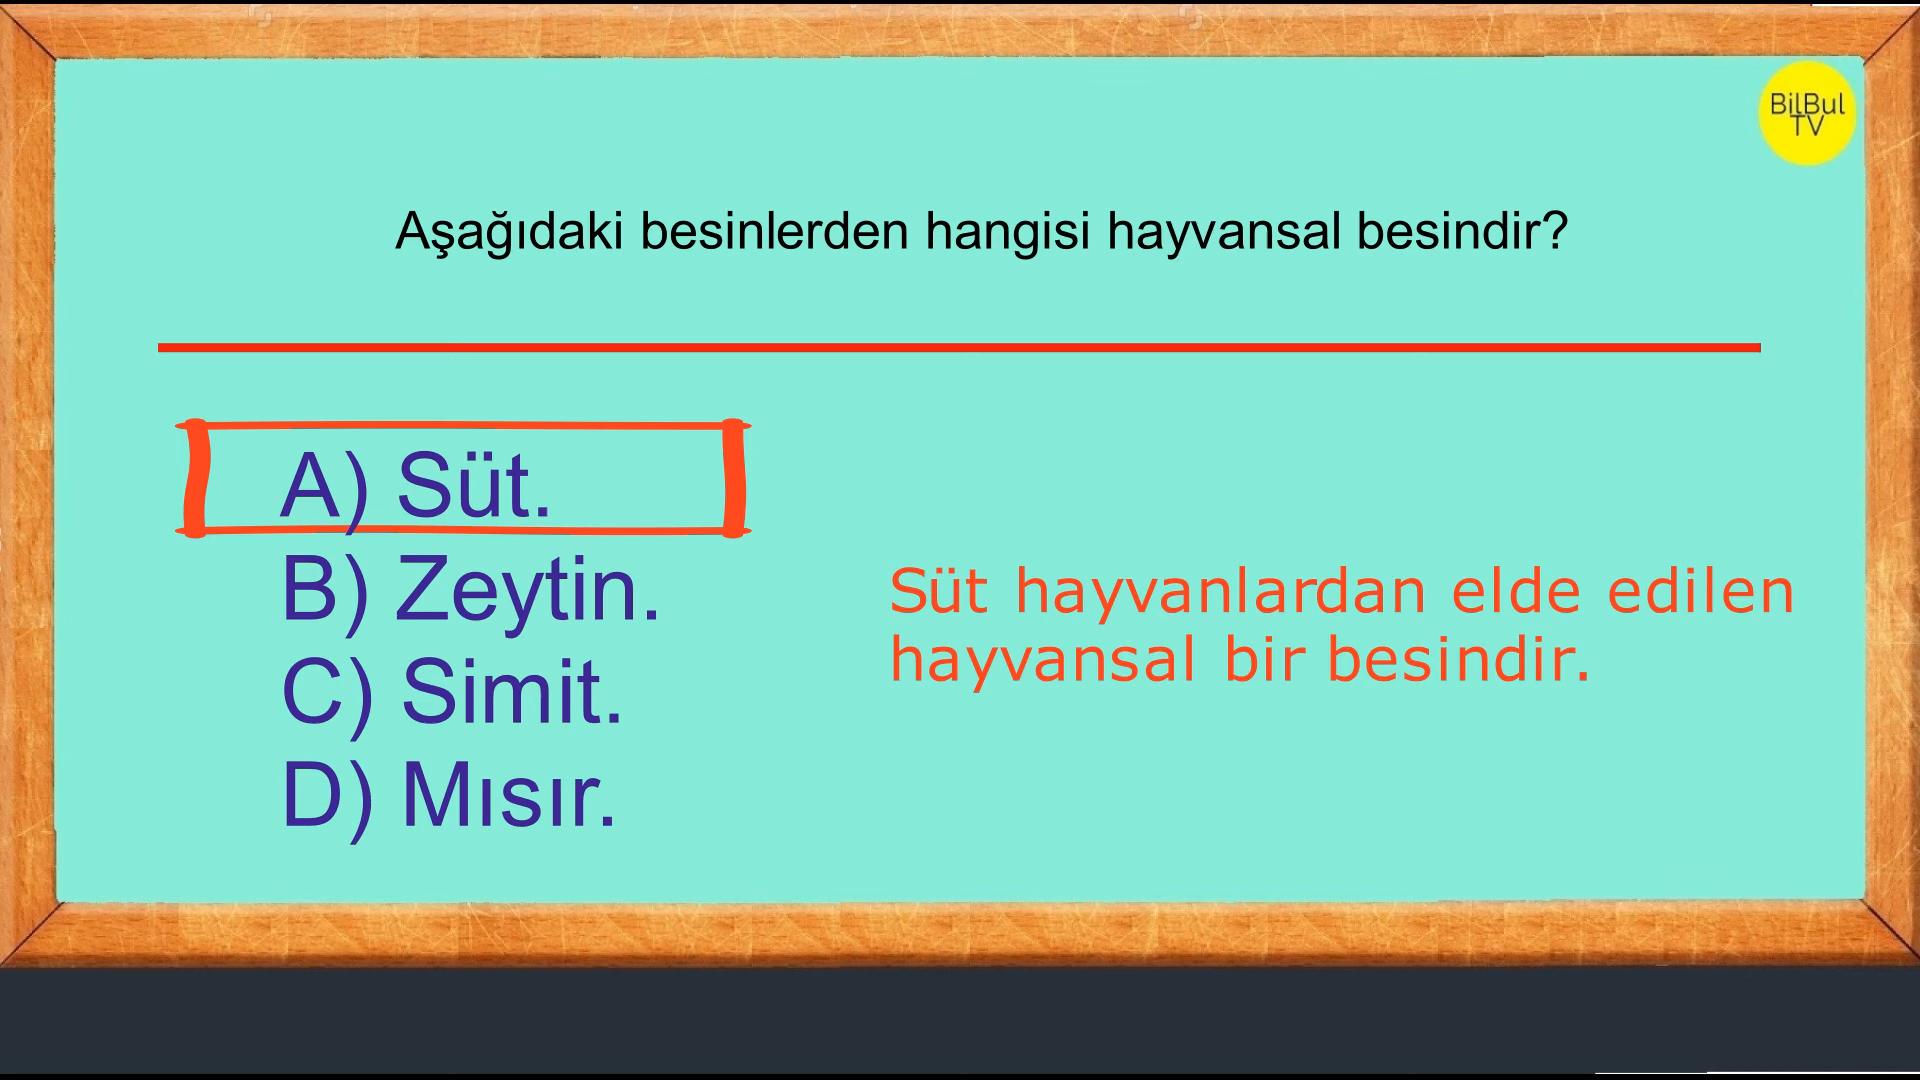 BilBul
TV
Aşağıdaki besinlerden hangisi hayvansal besindir?
A) Süt.
B) Zeytin.
C) Simit.
D) Mısır.
Süt hayvanlardan elde edilen
hayvansal bir besindir.